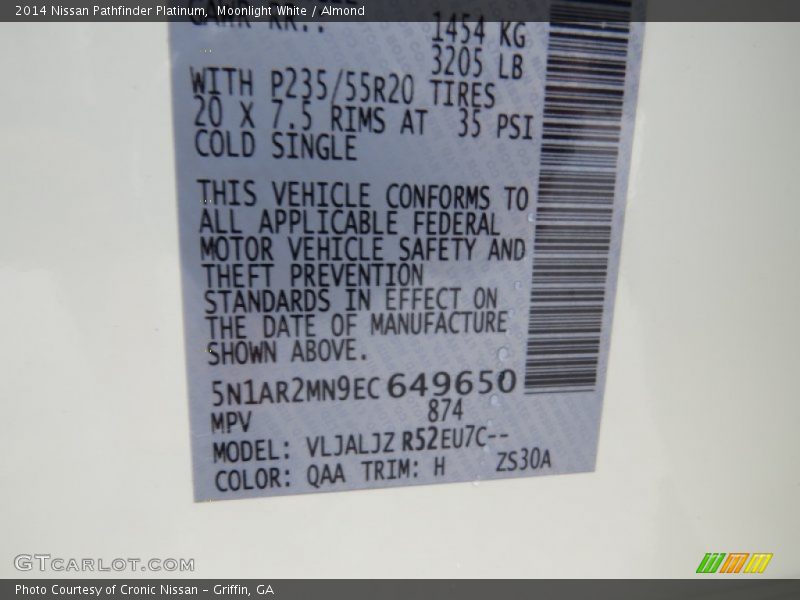 2014 Nissan Pathfinder Platinum, Moonlight White / Almond
GAWR RR.:
1454 KG
3205 LB
WITH P235/55R20 TIRES
20 X 7.5 RIMS AT 35 PSI
COLD SINGLE
THIS VEHICLE CONFORMS TO
ALL APPLICABLE FEDERAL
MOTOR VEHICLE SAFETY AND
THEFT PREVENTION
STANDARDS IN EFFECT ON
THE DATE OF MANUFACTURE
SHOWN ABOVE.
5N1AR2MN9EC649650
MPV 874
MODEL: VLJALJZ R52EU7C--
COLOR: QAA TRIM: H ZS30A
GTCARLOT.COM
Photo Courtesy of Cronic Nissan – Griffin, GA